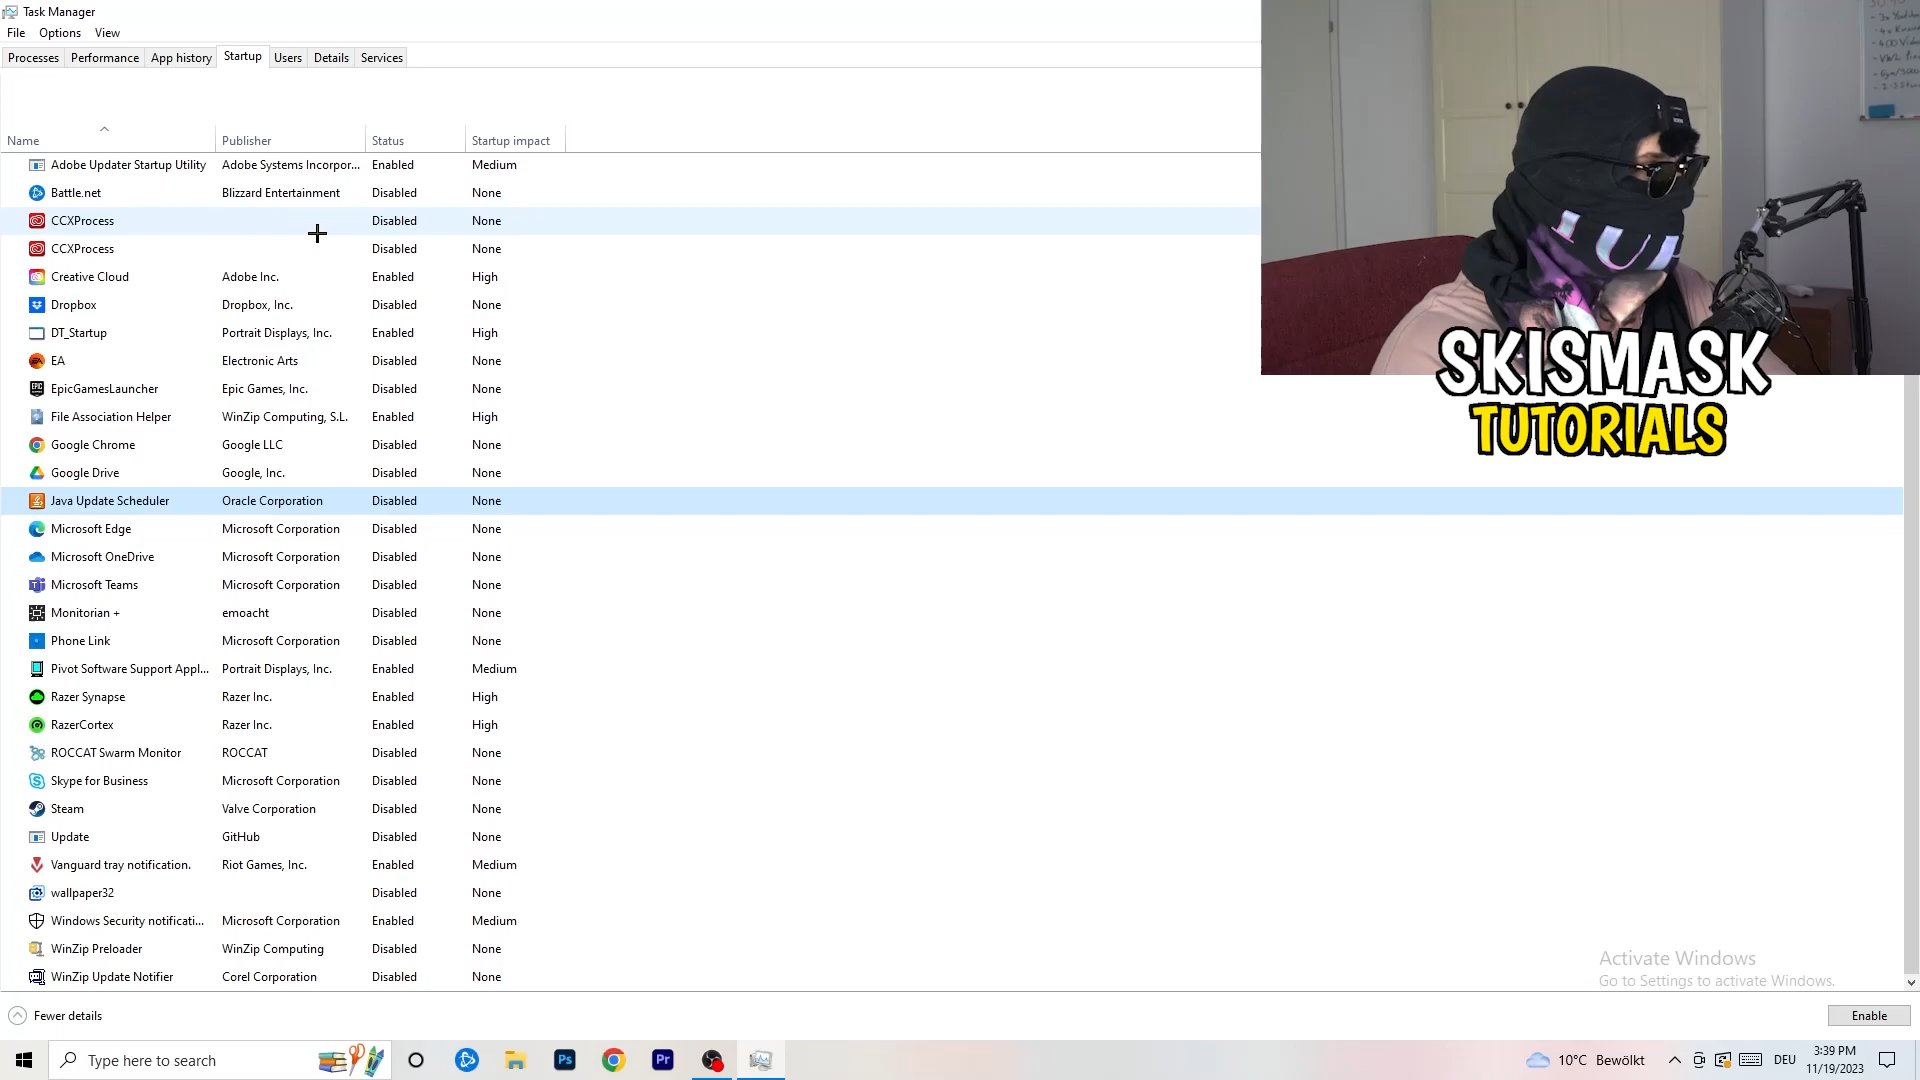 Task Manager
File Options View
Processes Performance App history Startup Users Details Services
Name Publisher Status Startup impact
Adobe Updater Startup Utility Adobe Systems Incorpor... Enabled Medium
Battle.net Blizzard Entertainment Disabled None
CCXProcess Disabled None
CCXProcess Disabled None
Creative Cloud Adobe Inc. Enabled High
Dropbox Dropbox, Inc. Disabled None
DT_Startup Portrait Displays, Inc. Enabled High
EA Electronic Arts Disabled None
EpicGamesLauncher Epic Games, Inc. Disabled None
File Association Helper WinZip Computing, S.L. Enabled High
Google Chrome Google LLC Disabled None
Google Drive Google, Inc. Disabled None
Java Update Scheduler Oracle Corporation Disabled None
Microsoft Edge Microsoft Corporation Disabled None
Microsoft OneDrive Microsoft Corporation Disabled None
Microsoft Teams Microsoft Corporation Disabled None
Monitorian + emoacht Disabled None
Phone Link Microsoft Corporation Disabled None
Pivot Software Support Appl... Portrait Displays, Inc. Enabled Medium
Razer Synapse Razer Inc. Enabled High
RazerCortex Razer Inc. Enabled High
ROCCAT Swarm Monitor ROCCAT Disabled None
Skype for Business Microsoft Corporation Disabled None
Steam Valve Corporation Disabled None
Update GitHub Disabled None
Vanguard tray notification. Riot Games, Inc. Enabled Medium
wallpaper32 Disabled None
Windows Security notificati... Microsoft Corporation Enabled Medium
WinZip Preloader WinZip Computing Disabled None
WinZip Update Notifier Corel Corporation Disabled None
SKISMASK
TUTORIALS
Activate Windows
Go to Settings to activate Windows.
Fewer details
Enable
Type here to search
Ps
Pr
10°C Bewölkt
DEU
3:39 PM
11/19/2023